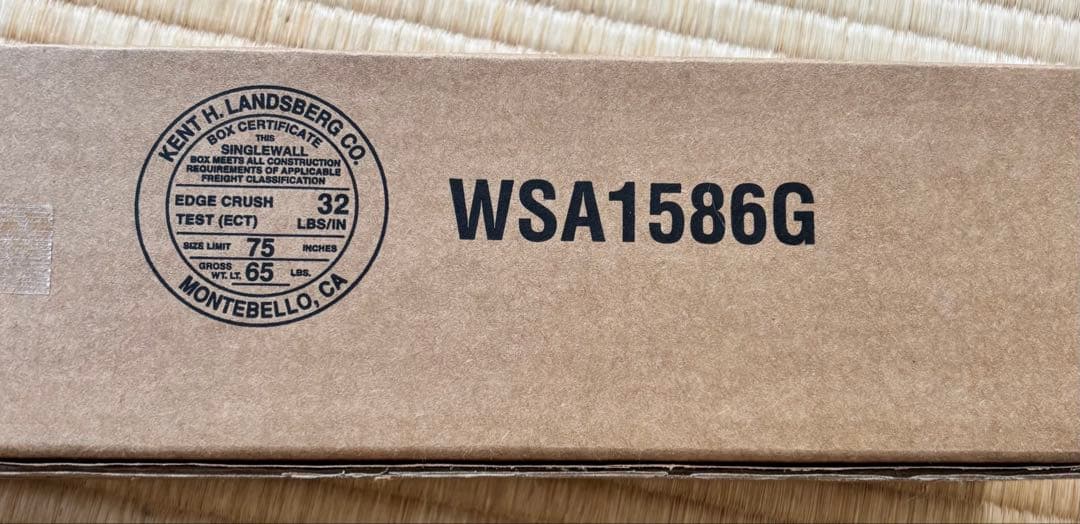 KENT H. LANDSBERG CO.
BOX CERTIFICATE
THIS
SINGLEWALL
BOX MEETS ALL CONSTRUCTION
REQUIREMENTS OF APPLICABLE
FREIGHT CLASSIFICATION
EDGE CRUSH
TEST (ECT)
32
LBS/IN
SIZE LIMIT 75 INCHES
GROSS
WT. LT. 65 LBS.
MONTEBELLO, CA
WSA1586G